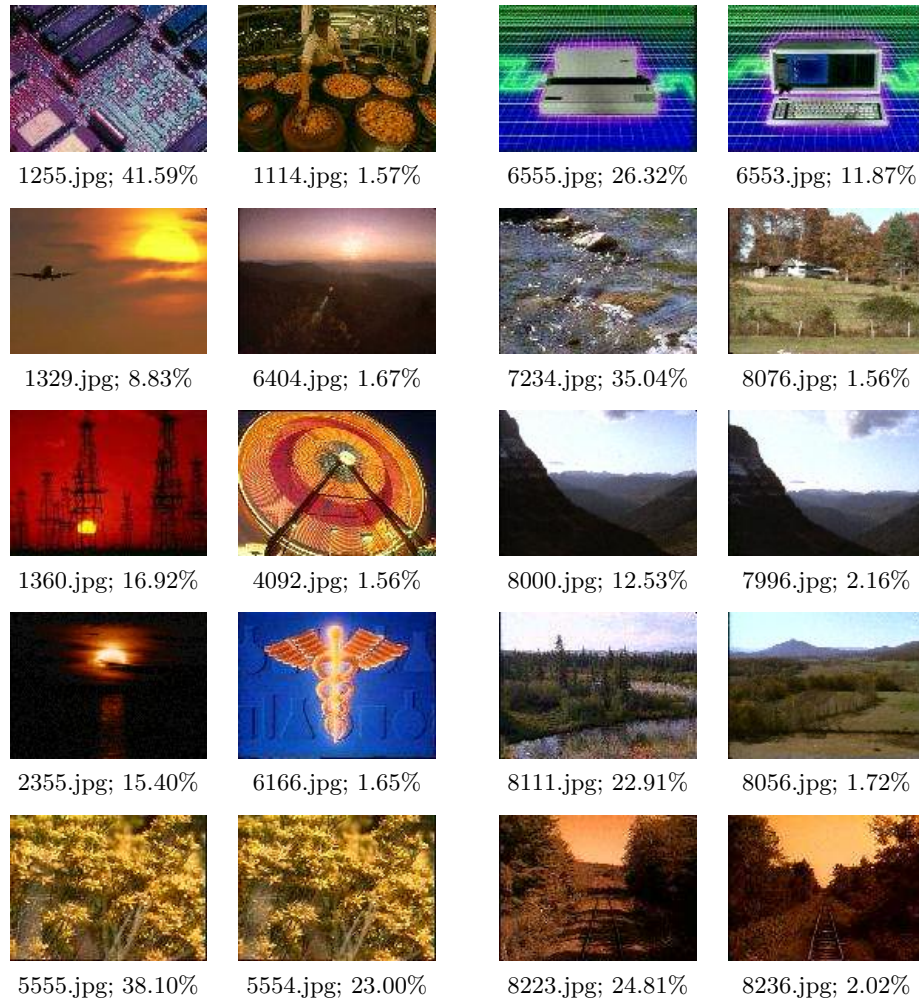 1255.jpg; 41.59% 1114.jpg; 1.57% 6555.jpg; 26.32% 6553.jpg; 11.87%
1329.jpg; 8.83% 6404.jpg; 1.67% 7234.jpg; 35.04% 8076.jpg; 1.56%
1360.jpg; 16.92% 4092.jpg; 1.56% 8000.jpg; 12.53% 7996.jpg; 2.16%
2355.jpg; 15.40% 6166.jpg; 1.65% 8111.jpg; 22.91% 8056.jpg; 1.72%
5555.jpg; 38.10% 5554.jpg; 23.00% 8223.jpg; 24.81% 8236.jpg; 2.02%